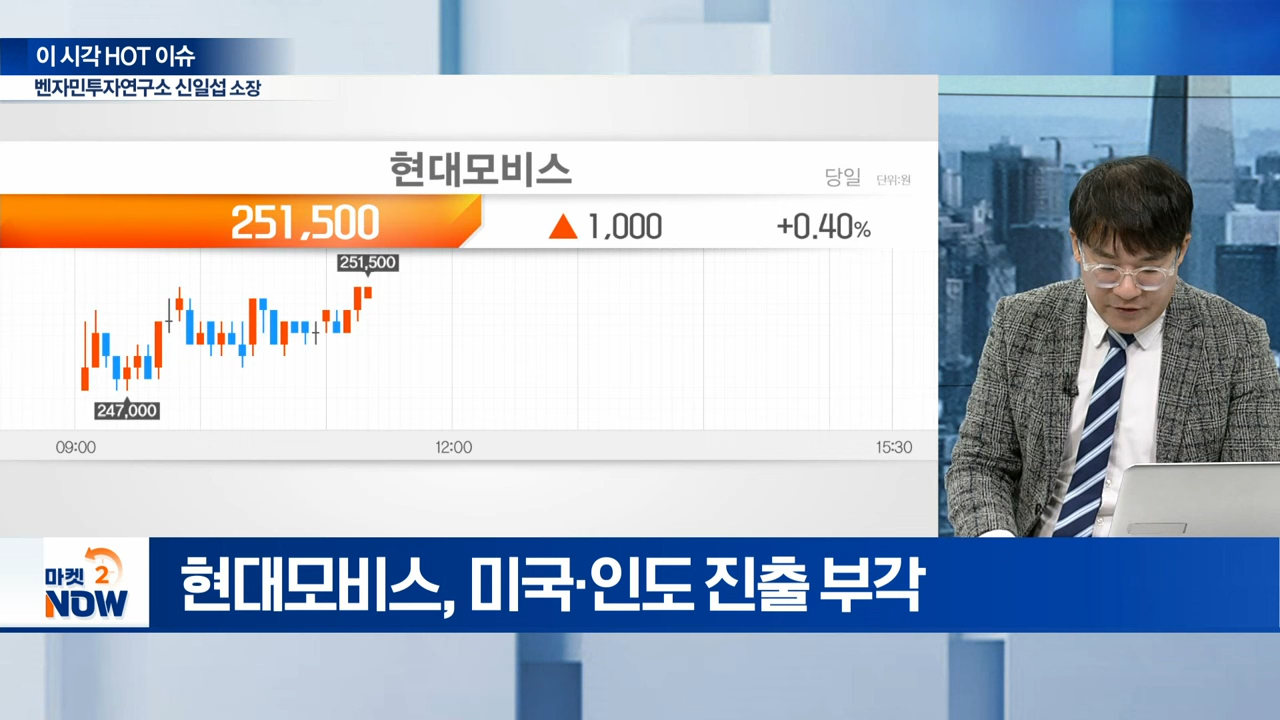 이 시각 HOT 이슈
벤자민투자연구소 신일섭 소장
현대모비스
당일 단위:원
251,500 ▲ 1,000 +0.40%
251,500
247,000
09:00 12:00 15:30
마켓 2
NOW
현대모비스, 미국·인도 진출 부각